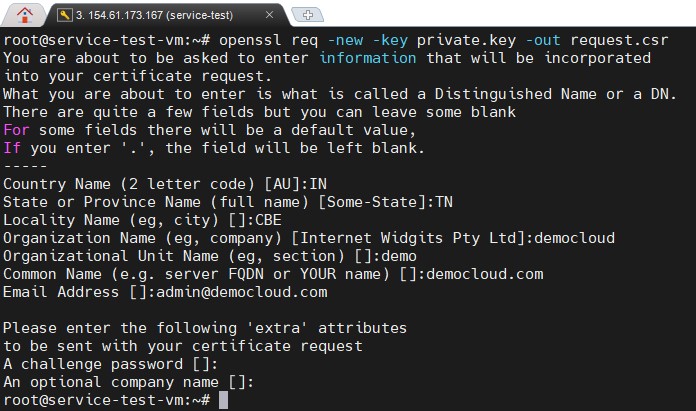 3. 154.61.173.167 (service-test)
root@service-test-vm:~# openssl req -new -key private.key -out request.csr
You are about to be asked to enter information that will be incorporated
into your certificate request.
What you are about to enter is what is called a Distinguished Name or a DN.
There are quite a few fields but you can leave some blank
For some fields there will be a default value,
If you enter '.', the field will be left blank.
-----
Country Name (2 letter code) [AU]:IN
State or Province Name (full name) [Some-State]:TN
Locality Name (eg, city) []:CBE
Organization Name (eg, company) [Internet Widgits Pty Ltd]:democloud
Organizational Unit Name (eg, section) []:demo
Common Name (e.g. server FQDN or YOUR name) []:democloud.com
Email Address []:admin@democloud.com
Please enter the following 'extra' attributes
to be sent with your certificate request
A challenge password []:
An optional company name []:
root@service-test-vm:~#